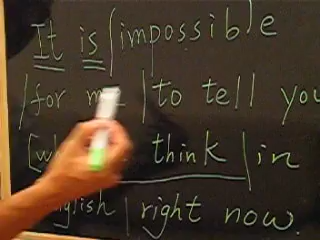 It is impossible
for me to tell you
think in
right now.